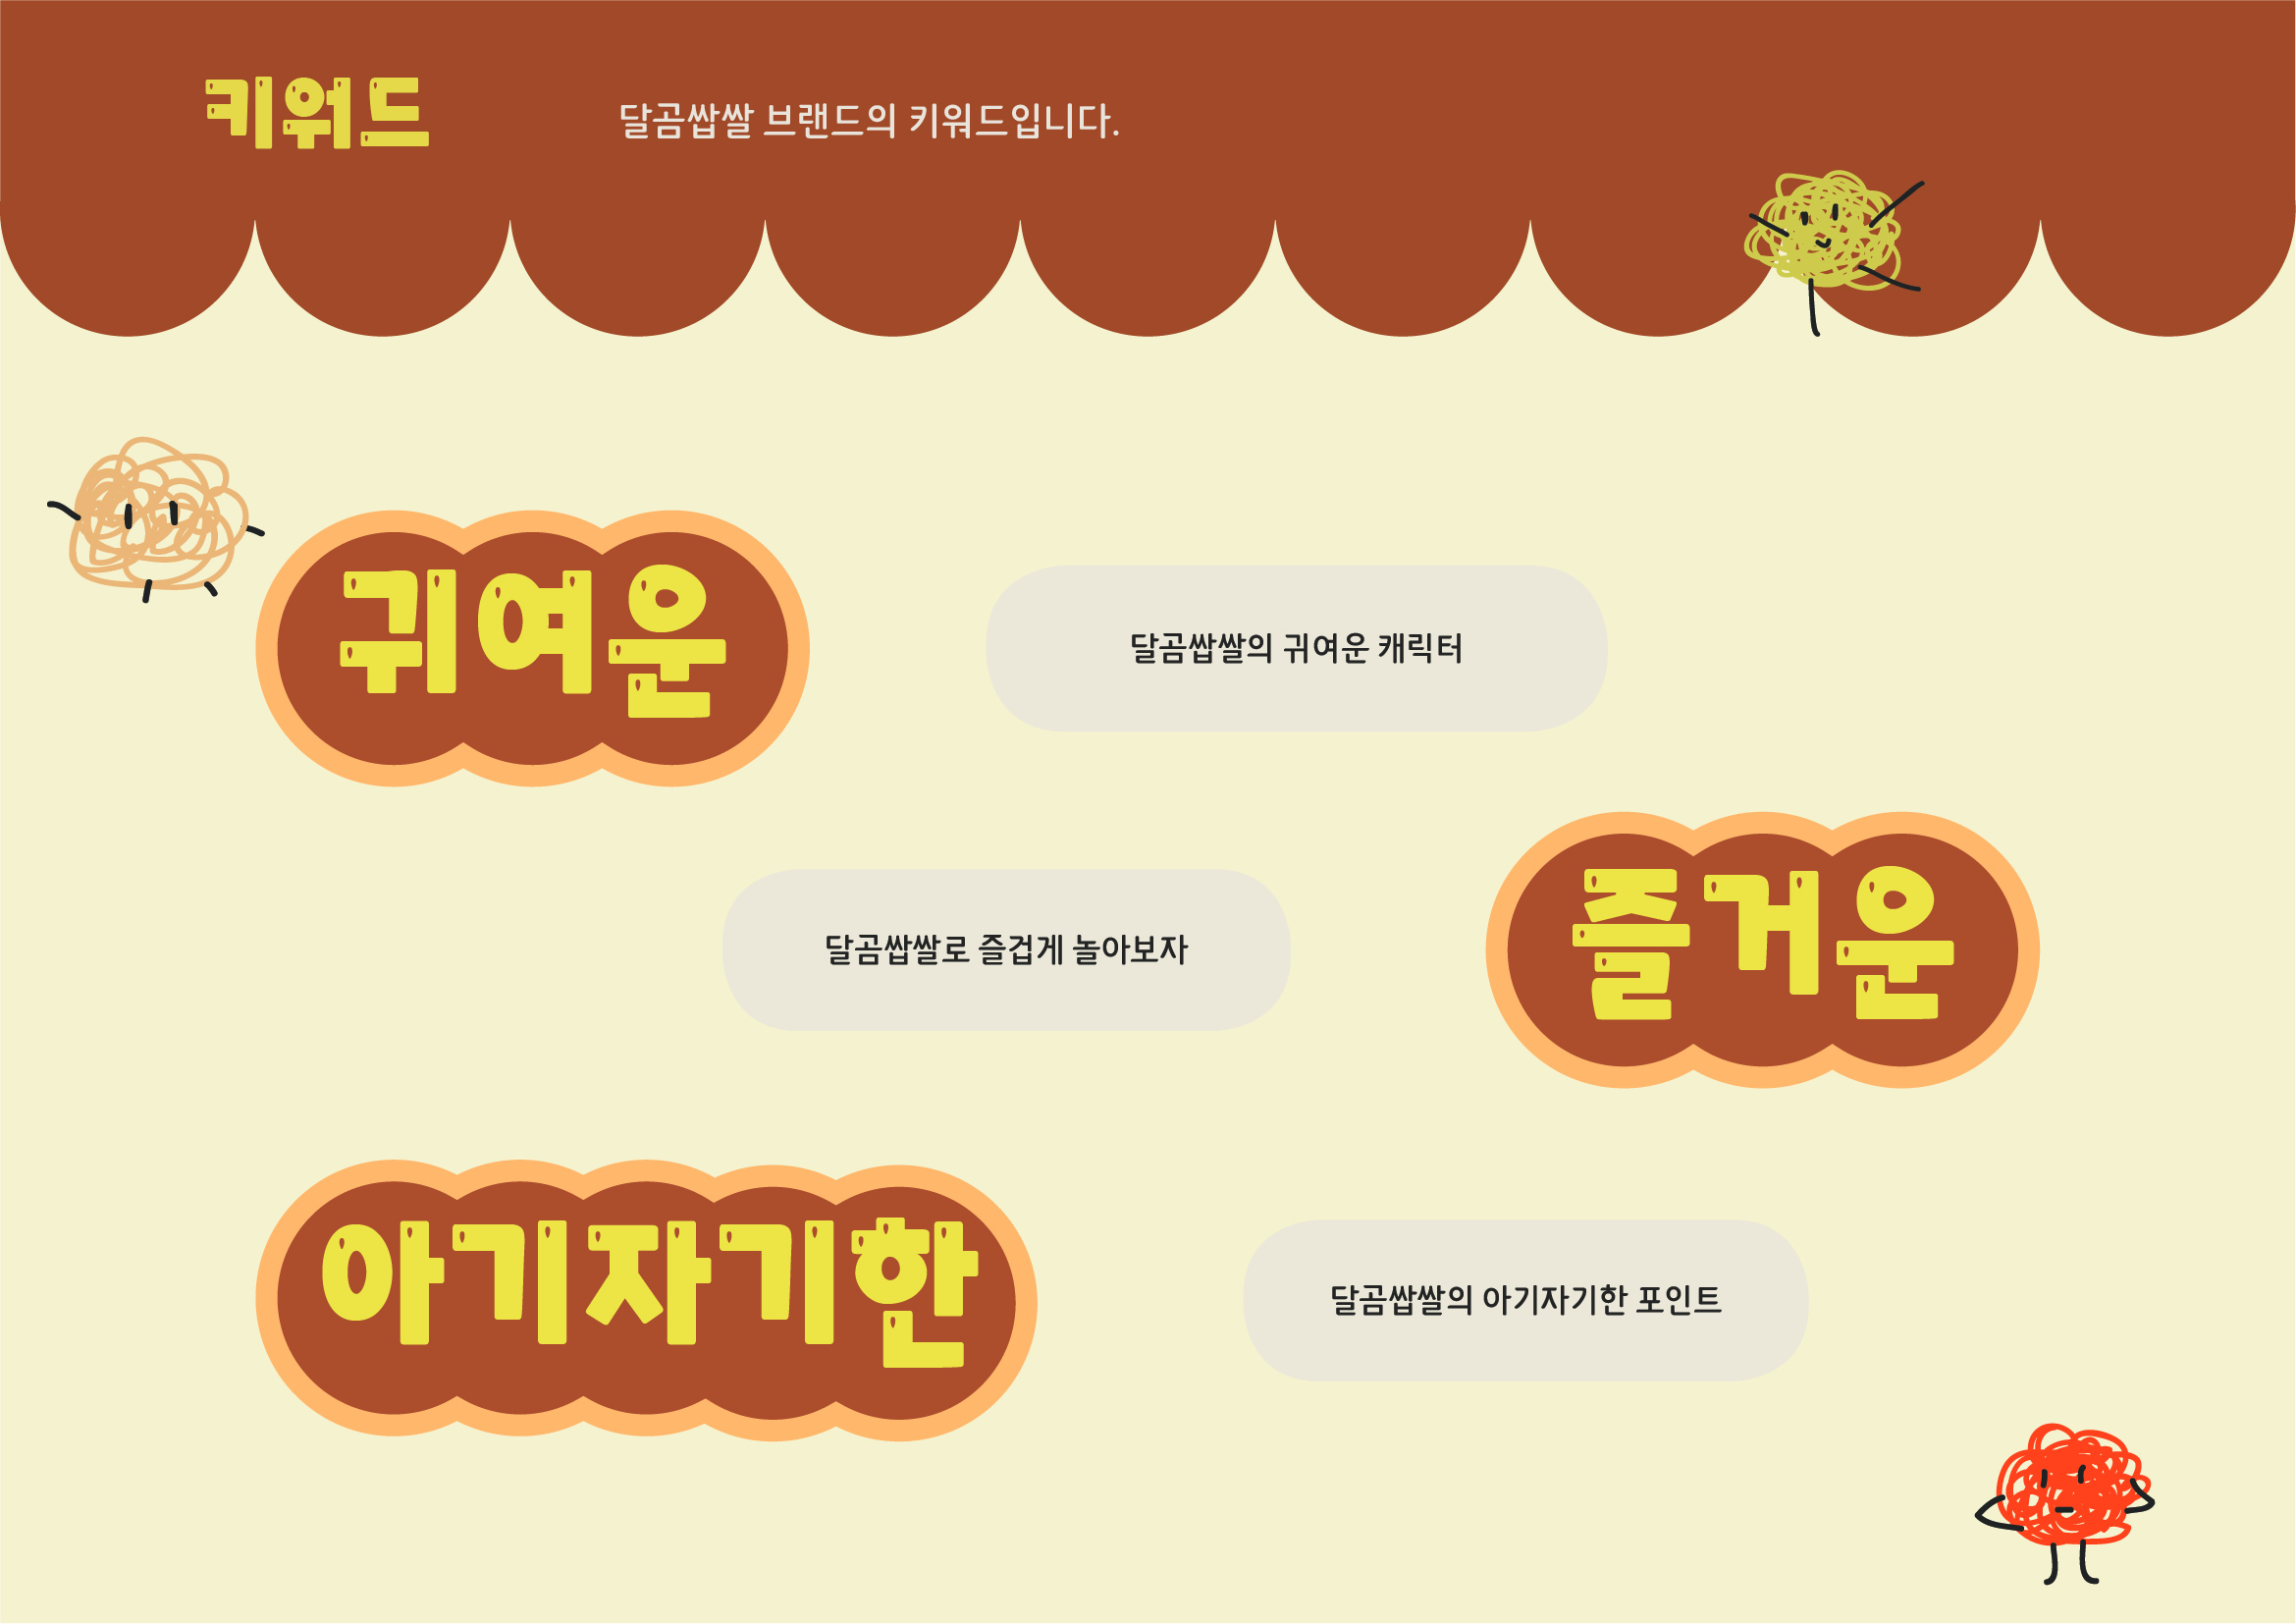 키워드
달곰쌉쌀 브랜드의 키워드입니다.
귀여운
달곰쌉쌀의 귀여운 캐릭터
달곰쌉쌀로 즐겁게 놀아보자
즐거운
아기자기한
달곰쌉쌀의 아기자기한 포인트